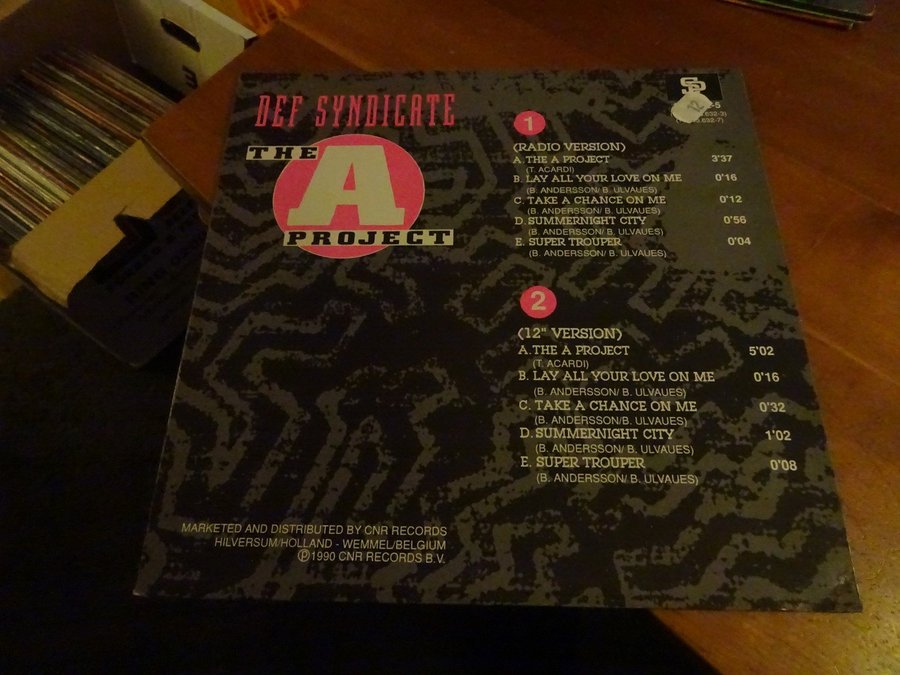 DEF SYNDICATE
THE
A
PROJECT
1
(RADIO VERSION)
A. THE A PROJECT 3'37
(T. ACARDI)
B. LAY ALL YOUR LOVE ON ME 0'16
(B. ANDERSSON/ B. ULVAUES)
C. TAKE A CHANCE ON ME 0'12
(B. ANDERSSON/ B. ULVAUES)
D. SUMMERNIGHT CITY 0'56
(B. ANDERSSON/ B. ULVAUES)
E. SUPER TROUPER 0'04
(B. ANDERSSON/ B. ULVAUES)
2
(12" VERSION)
A. THE A PROJECT 5'02
(T. ACARDI)
B. LAY ALL YOUR LOVE ON ME 0'16
(B. ANDERSSON/ B. ULVAUES)
C. TAKE A CHANCE ON ME 0'32
(B. ANDERSSON/ B. ULVAUES)
D. SUMMERNIGHT CITY 1'02
(B. ANDERSSON/ B. ULVAUES)
E. SUPER TROUPER 0'08
(B. ANDERSSON/ B. ULVAUES)
MARKETED AND DISTRIBUTED BY CNR RECORDS
HILVERSUM/HOLLAND - WEMMEL/BELGIUM
℗1990 CNR RECORDS B.V.
12